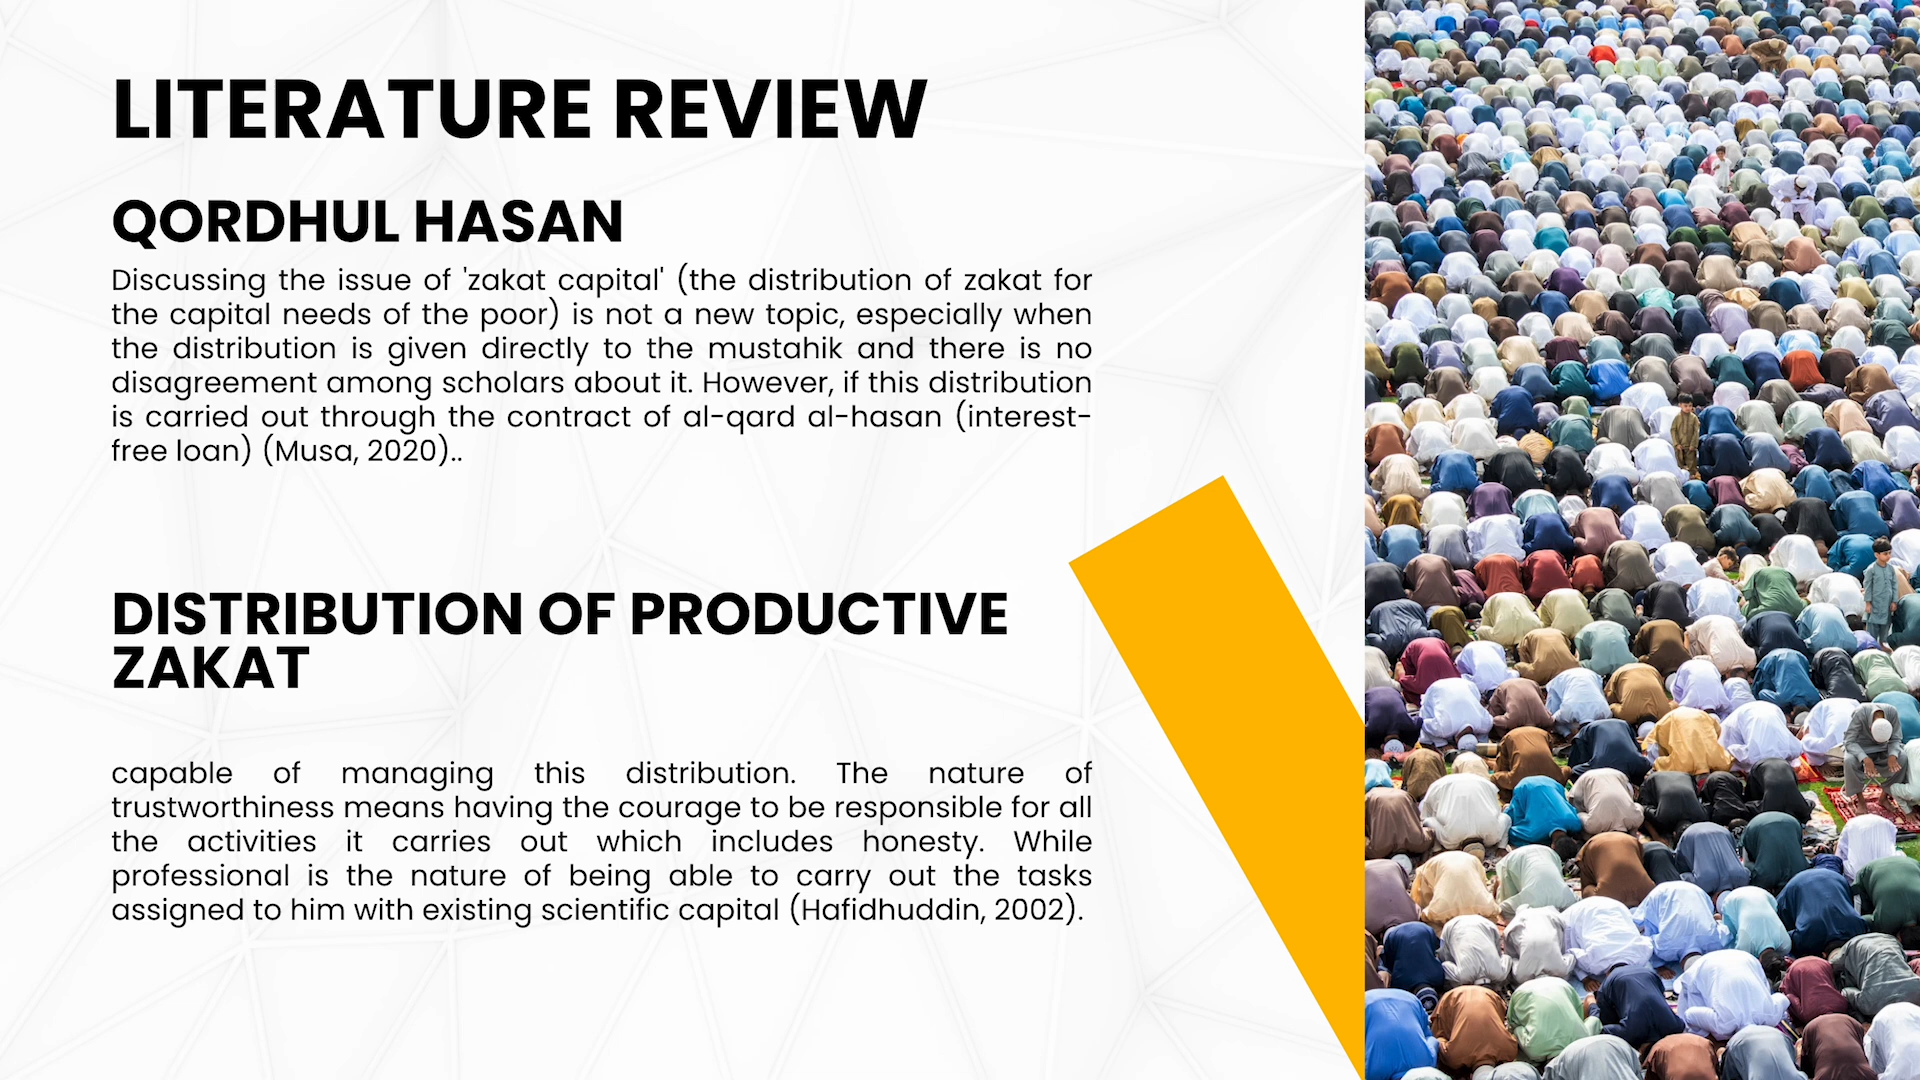 LITERATURE REVIEW
QORDHUL HASAN
Discussing the issue of 'zakat capital' (the distribution of zakat for
the capital needs of the poor) is not a new topic, especially when
the distribution is given directly to the mustahik and there is no
disagreement among scholars about it. However, if this distribution
is carried out through the contract of al-qard al-hasan (interest-
free loan) (Musa, 2020)..
DISTRIBUTION OF PRODUCTIVE
ZAKAT
capable of managing this distribution. The nature of
trustworthiness means having the courage to be responsible for all
the activities it carries out which includes honesty. While
professional is the nature of being able to carry out the tasks
assigned to him with existing scientific capital (Hafidhuddin, 2002).